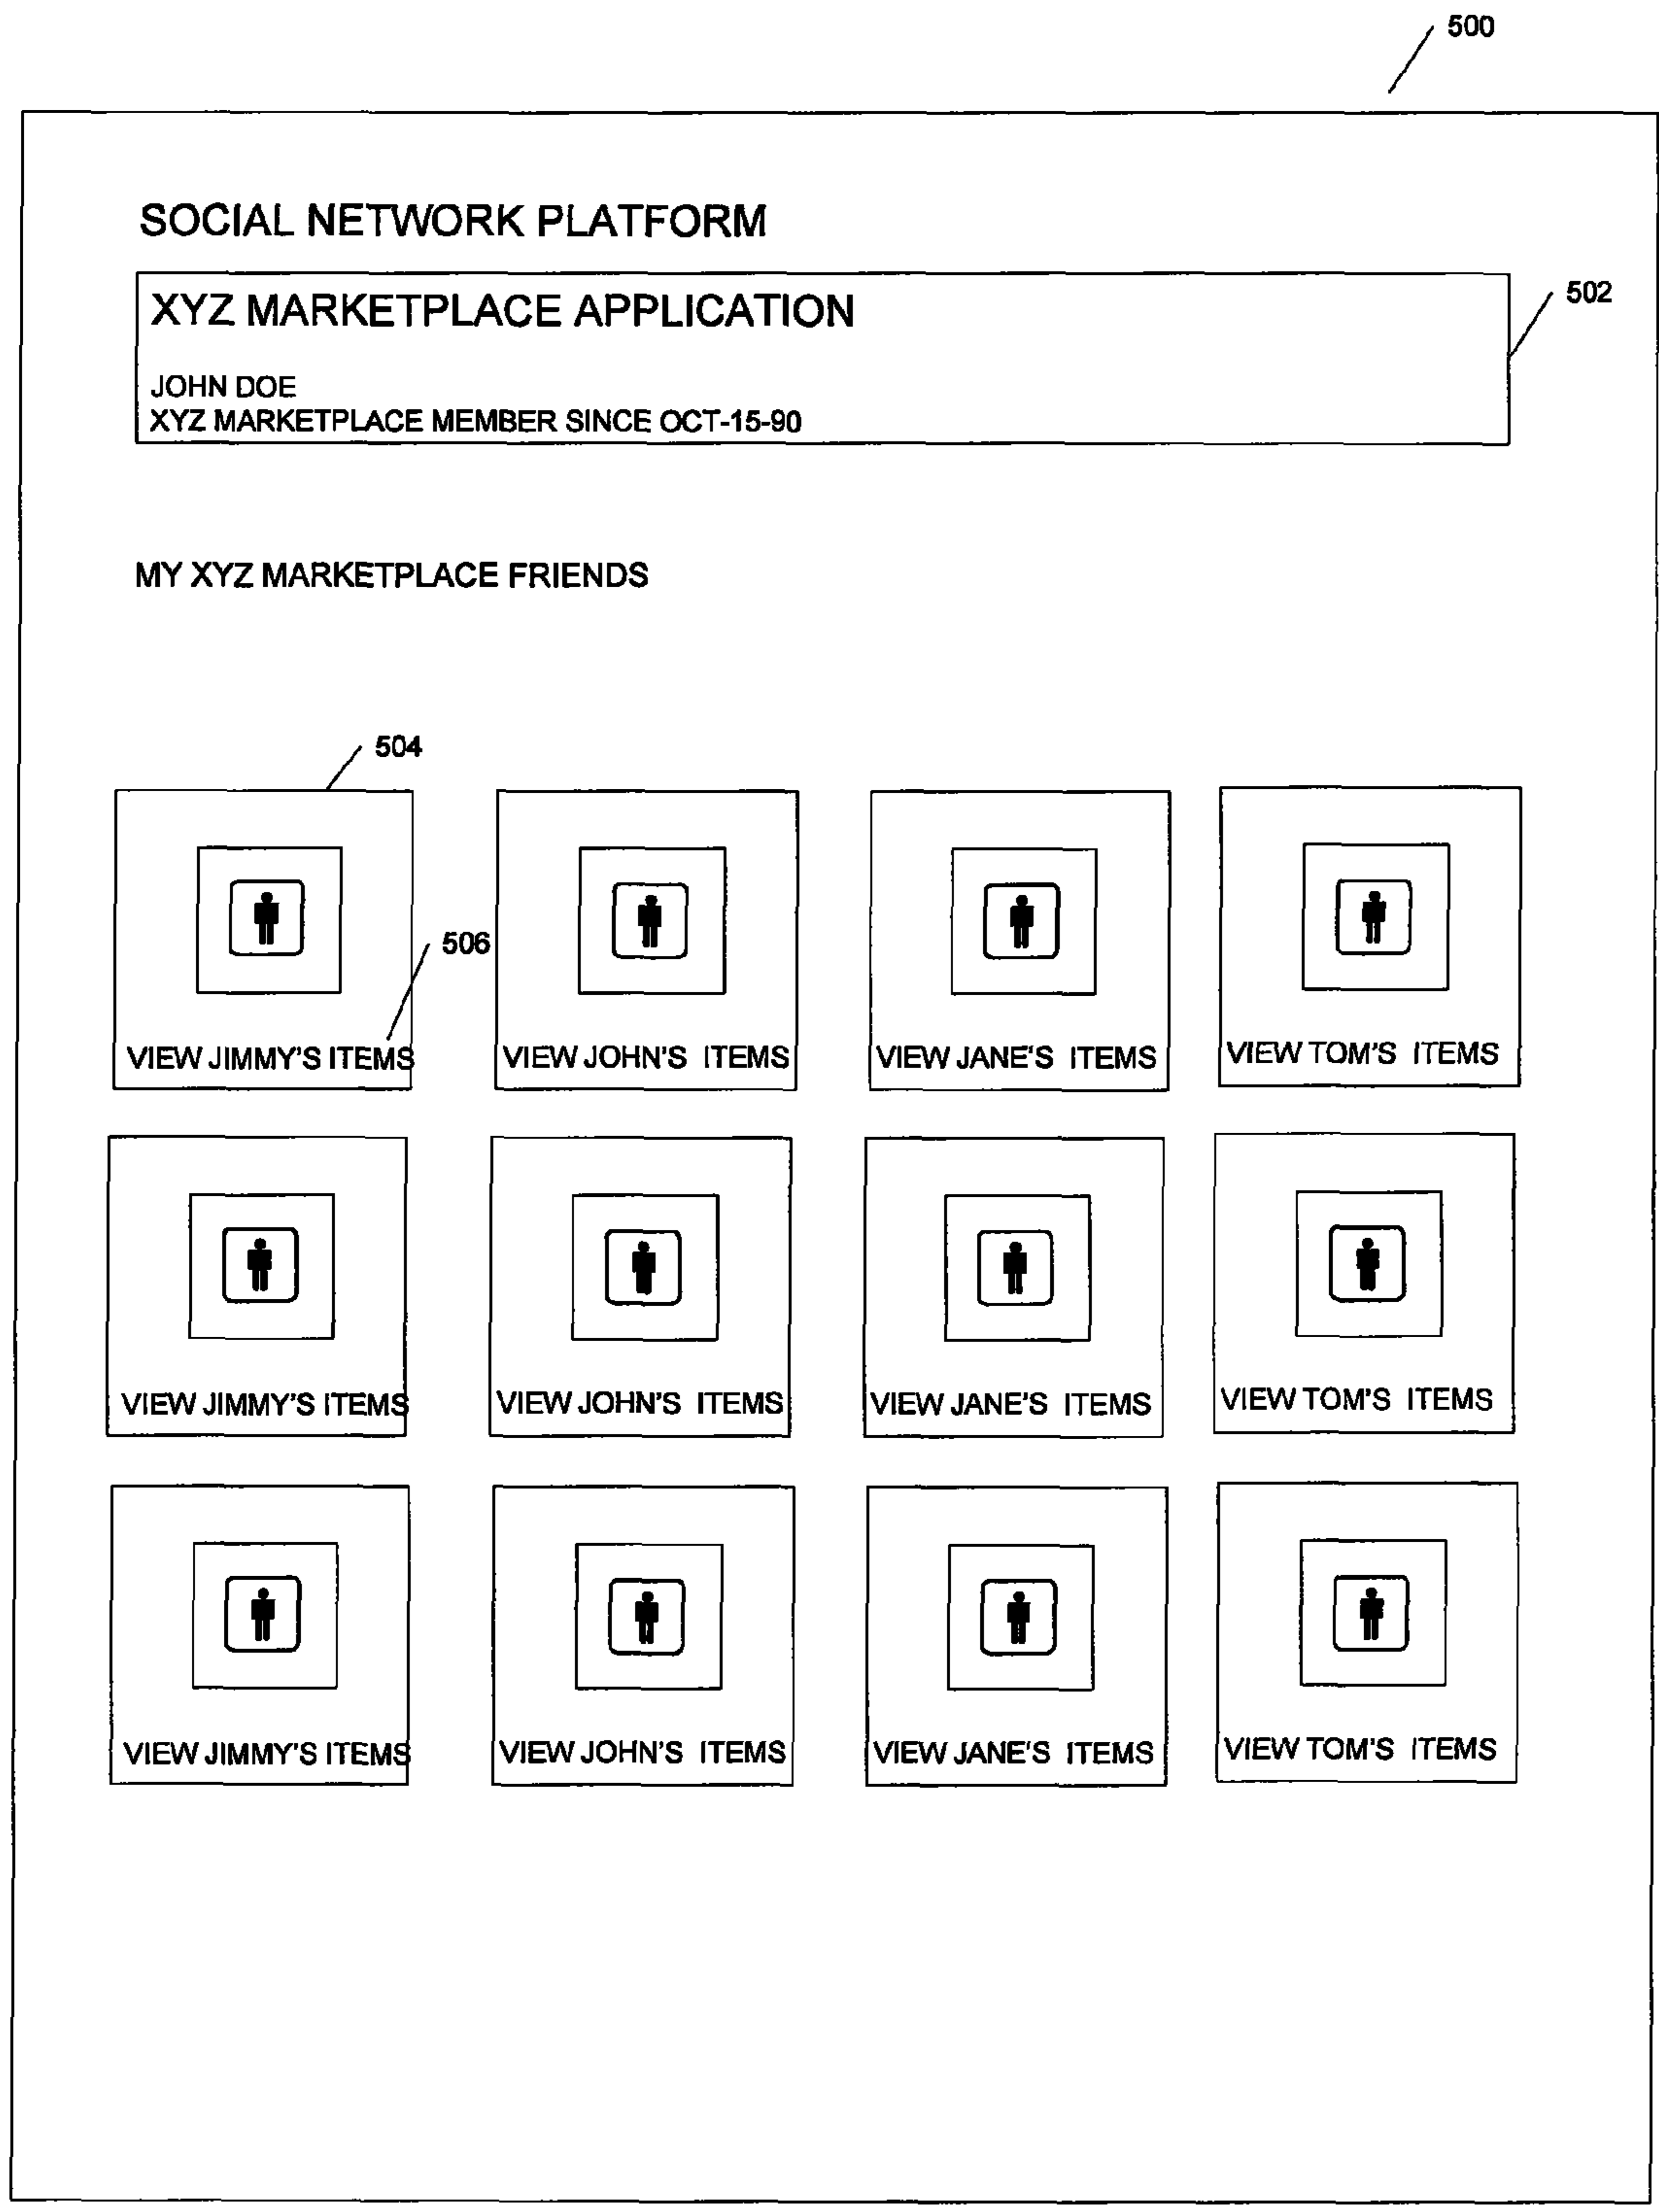 500
SOCIAL NETWORK PLATFORM
XYZ MARKETPLACE APPLICATION
502
JOHN DOE
XYZ MARKETPLACE MEMBER SINCE OCT-15-90
MY XYZ MARKETPLACE FRIENDS
504
506
VIEW JIMMY'S ITEMS VIEW JOHN'S ITEMS VIEW JANE'S ITEMS VIEW TOM'S ITEMS
VIEW JIMMY'S ITEMS VIEW JOHN'S ITEMS VIEW JANE'S ITEMS VIEW TOM'S ITEMS
VIEW JIMMY'S ITEMS VIEW JOHN'S ITEMS VIEW JANE'S ITEMS VIEW TOM'S ITEMS